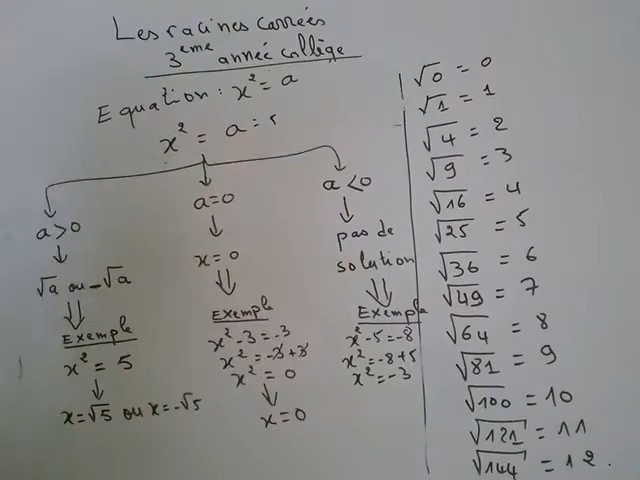 Les racines carrées
3ème année collège
Equation: x² = a
x² = a =
a > 0
↓
√a ou -√a
⇓
Exemple
x² = 5
↓
x = √5 ou x = -√5
a = 0
↓
x = 0
⇓
Exemple
x² - 3 = -3
x² = -3 + 3
x² = 0
↓
x = 0
a < 0
↓
pas de
solution
⇓
Exemple
x² - 5 = -8
x² = -8 + 5
x² = -3
√0 = 0
√1 = 1
√4 = 2
√9 = 3
√16 = 4
√25 = 5
√36 = 6
√49 = 7
√64 = 8
√81 = 9
√100 = 10
√121 = 11
√144 = 12.